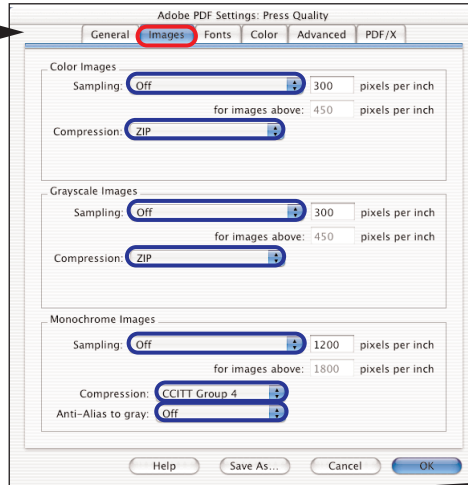 Adobe PDF Settings: Press Quality
General Images Fonts Color Advanced PDF/X
Color Images
Sampling: Off 300 pixels per inch
for images above: 450 pixels per inch
Compression: ZIP
Grayscale Images
Sampling: Off 300 pixels per inch
for images above: 450 pixels per inch
Compression: ZIP
Monochrome Images
Sampling: Off 1200 pixels per inch
for images above: 1800 pixels per inch
Compression: CCITT Group 4
Anti-Alias to gray: Off
Help Save As... Cancel OK